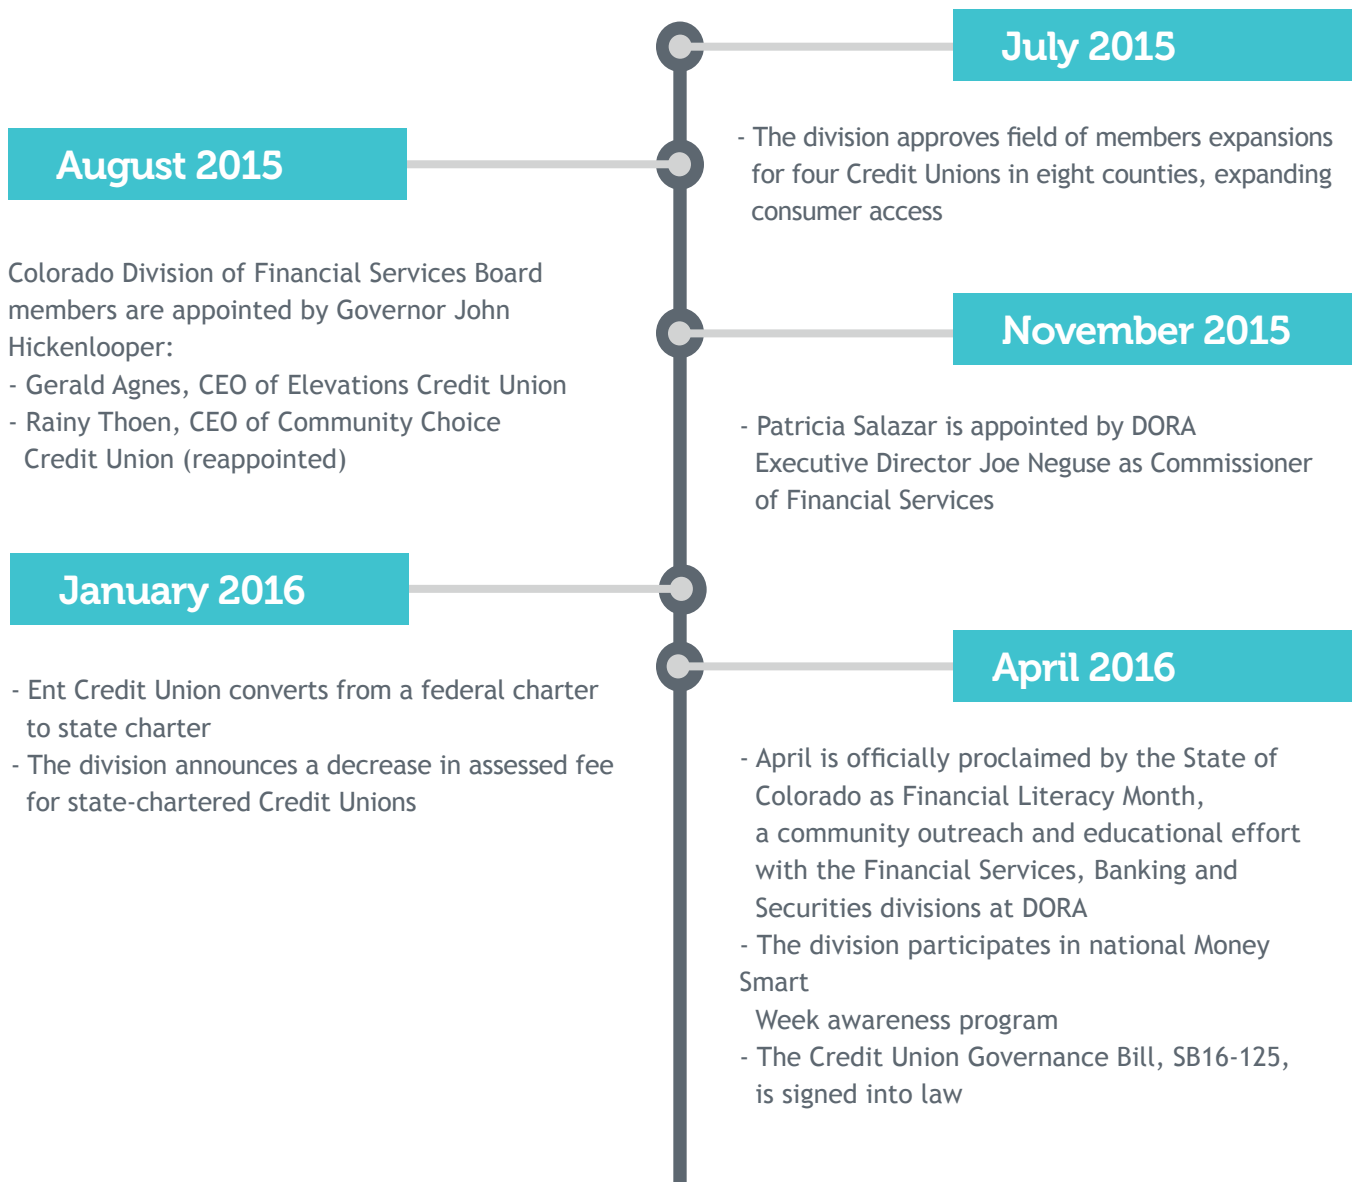 July 2015
- The division approves field of members expansions
for four Credit Unions in eight counties, expanding
consumer access
August 2015
Colorado Division of Financial Services Board
members are appointed by Governor John
Hickenlooper:
- Gerald Agnes, CEO of Elevations Credit Union
- Rainy Thoen, CEO of Community Choice
Credit Union (reappointed)
November 2015
- Patricia Salazar is appointed by DORA
Executive Director Joe Neguse as Commissioner
of Financial Services
January 2016
- Ent Credit Union converts from a federal charter
to state charter
- The division announces a decrease in assessed fee
for state-chartered Credit Unions
April 2016
- April is officially proclaimed by the State of
Colorado as Financial Literacy Month,
a community outreach and educational effort
with the Financial Services, Banking and
Securities divisions at DORA
- The division participates in national Money
Smart
Week awareness program
- The Credit Union Governance Bill, SB16-125,
is signed into law